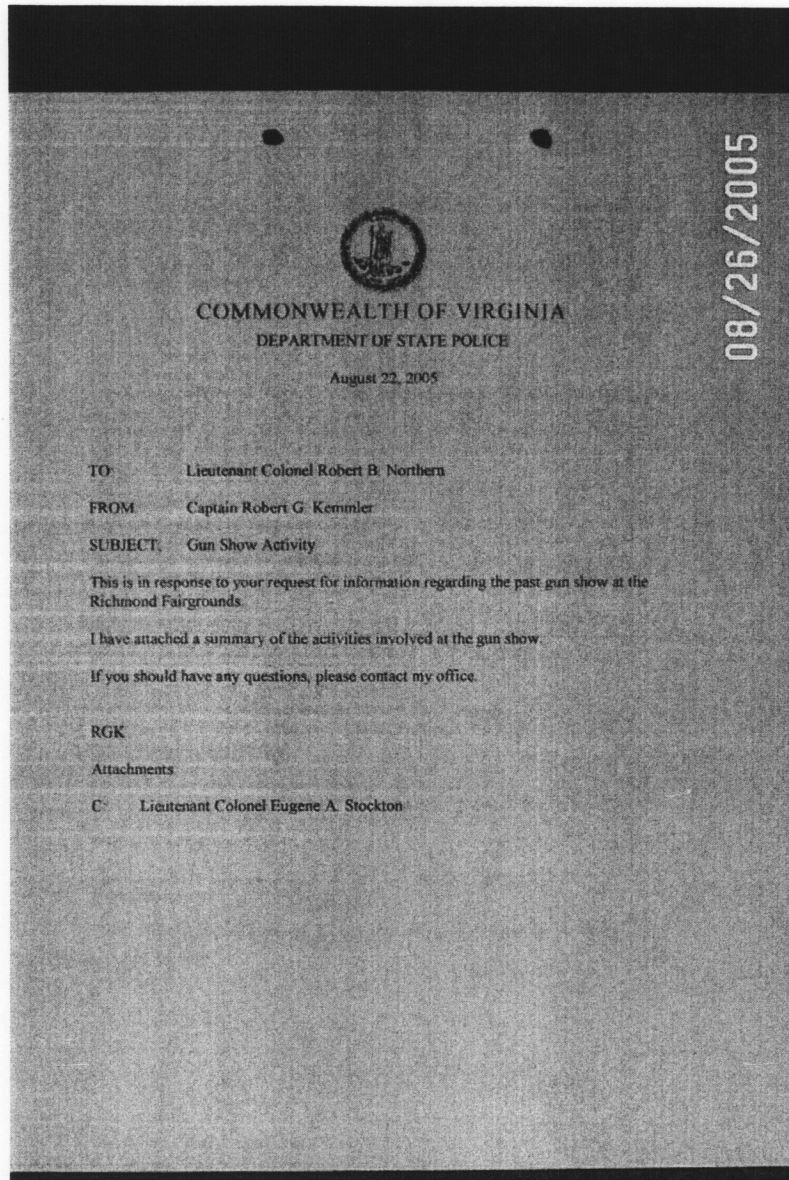 COMMONWEALTH OF VIRGINIA
DEPARTMENT OF STATE POLICE
August 22, 2005
TO: Lieutenant Colonel Robert B. Northern
FROM Captain Robert G. Kemmler
SUBJECT: Gun Show Activity
This is in response to your request for information regarding the past gun show at the
Richmond Fairgrounds.
I have attached a summary of the activities involved at the gun show.
If you should have any questions, please contact my office.
RGK
Attachments
C: Lieutenant Colonel Eugene A. Stockton
08/26/2005